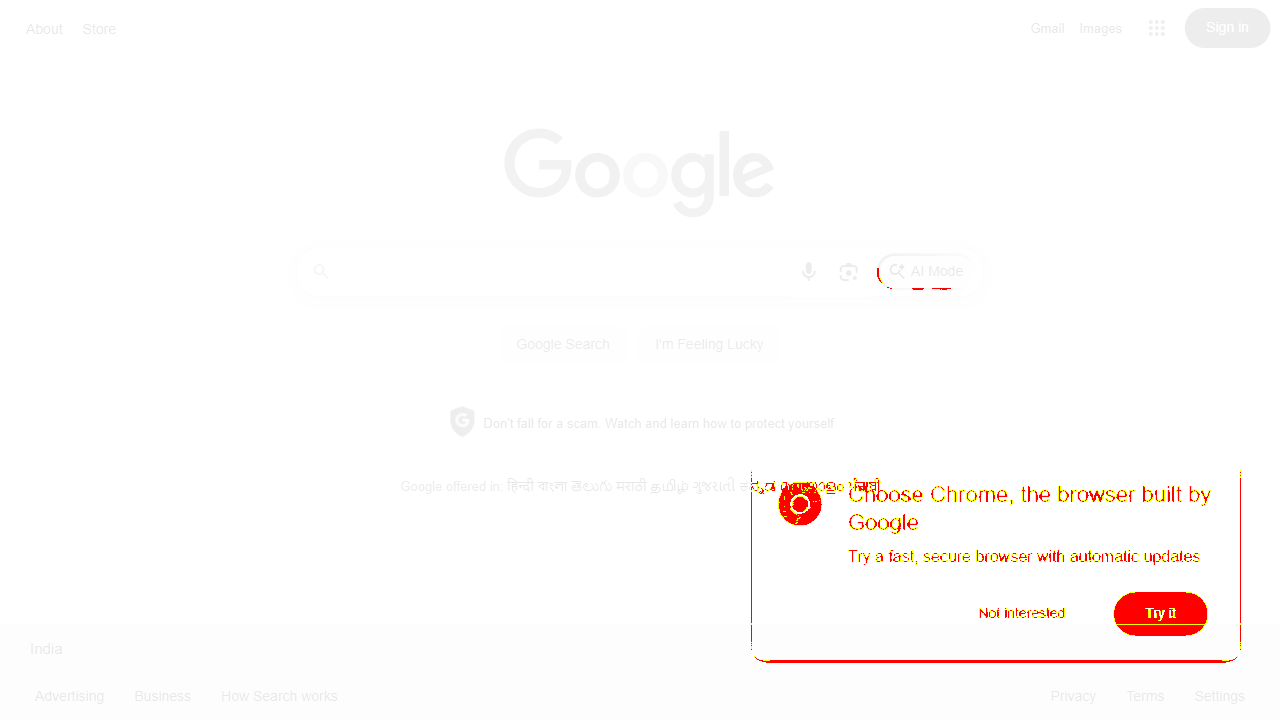 About Store
Gmail Images Sign in
Google
AI Mode
Google Search I'm Feeling Lucky
Don't fall for a scam. Watch and learn how to protect yourself
Google offered in: हिन्दी বাংলা తెలుగు मराठी தமிழ் ગુજરાતી
Choose Chrome, the browser built by
Google
Try a fast, secure browser with automatic updates
Not interested Try it
India
Advertising Business How Search works
Privacy Terms Settings